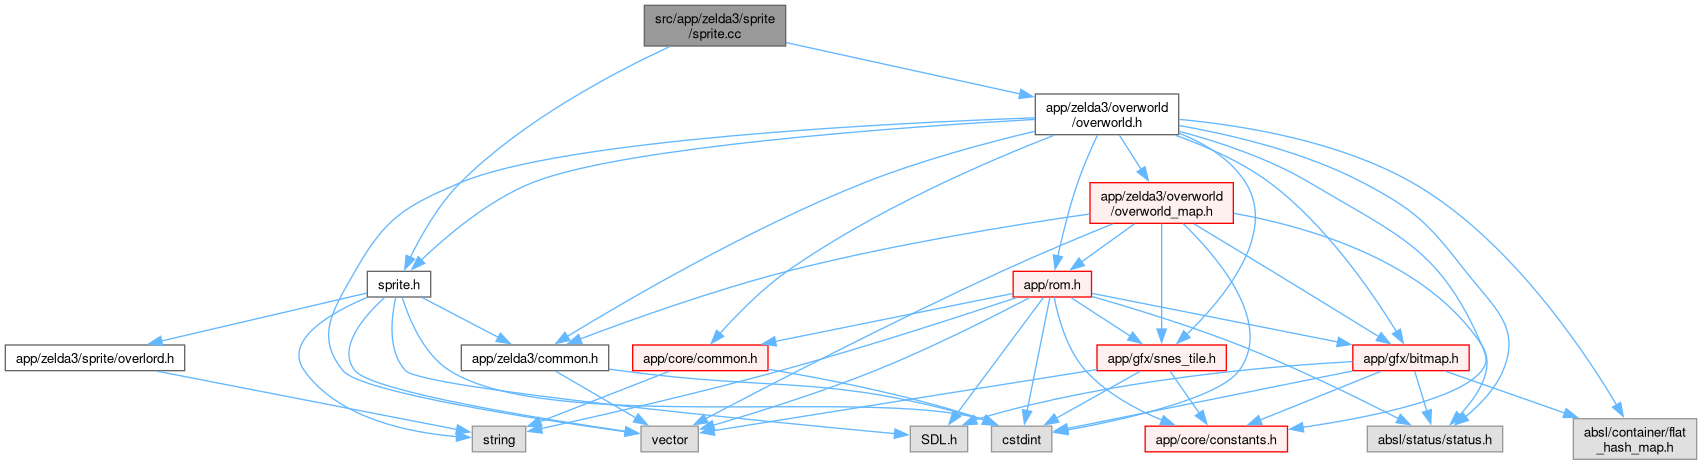 src/app/zelda3/sprite
/sprite.cc
app/zelda3/overworld
/overworld.h
app/zelda3/overworld
/overworld_map.h
sprite.h
app/rom.h
app/zelda3/sprite/overlord.h
app/zelda3/common.h
app/core/common.h
app/gfx/snes_tile.h
app/gfx/bitmap.h
string
vector
SDL.h
cstdint
app/core/constants.h
absl/status/status.h
absl/container/flat
_hash_map.h